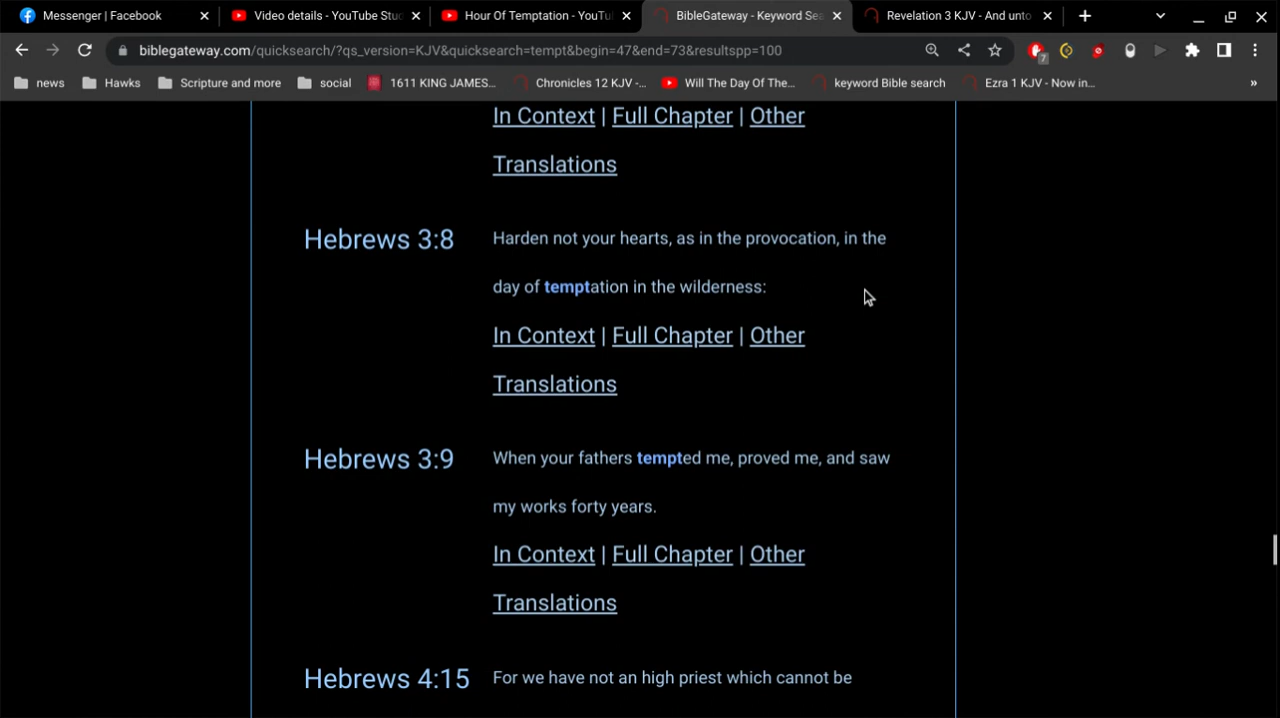 Messenger | Facebook
Video details - YouTube Stu
Hour Of Temptation - YouTu
BibleGateway - Keyword Sea
Revelation 3 KJV - And unto
biblegateway.com/quicksearch/?qs_version=KJV&quicksearch=tempt&begin=47&end=73&resultspp=100
7
news
Hawks
Scripture and more
social
1611 KING JAMES...
Chronicles 12 KJV -...
Will The Day Of The...
keyword Bible search
Ezra 1 KJV - Now in...
»
In Context | Full Chapter | Other
Translations
Hebrews 3:8
Harden not your hearts, as in the provocation, in the
day of temptation in the wilderness:
In Context | Full Chapter | Other
Translations
Hebrews 3:9
When your fathers tempted me, proved me, and saw
my works forty years.
In Context | Full Chapter | Other
Translations
Hebrews 4:15
For we have not an high priest which cannot be